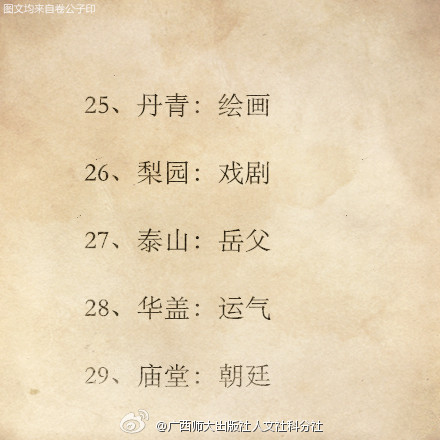 图文均来自卷公子印
25、丹青：绘画
26、梨园：戏剧
27、泰山：岳父
28、华盖：运气
29、庙堂：朝廷
@广西师大出版社人文社科分社